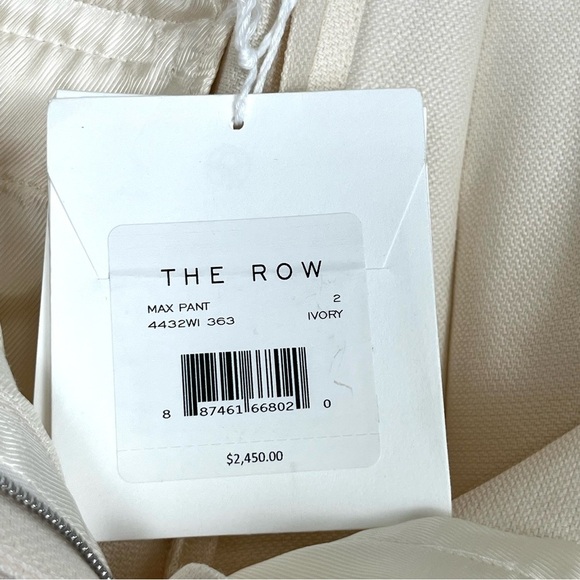 THE ROW
MAX PANT 2
4432WI 363 IVORY
8 87461 66802 0
$2,450.00